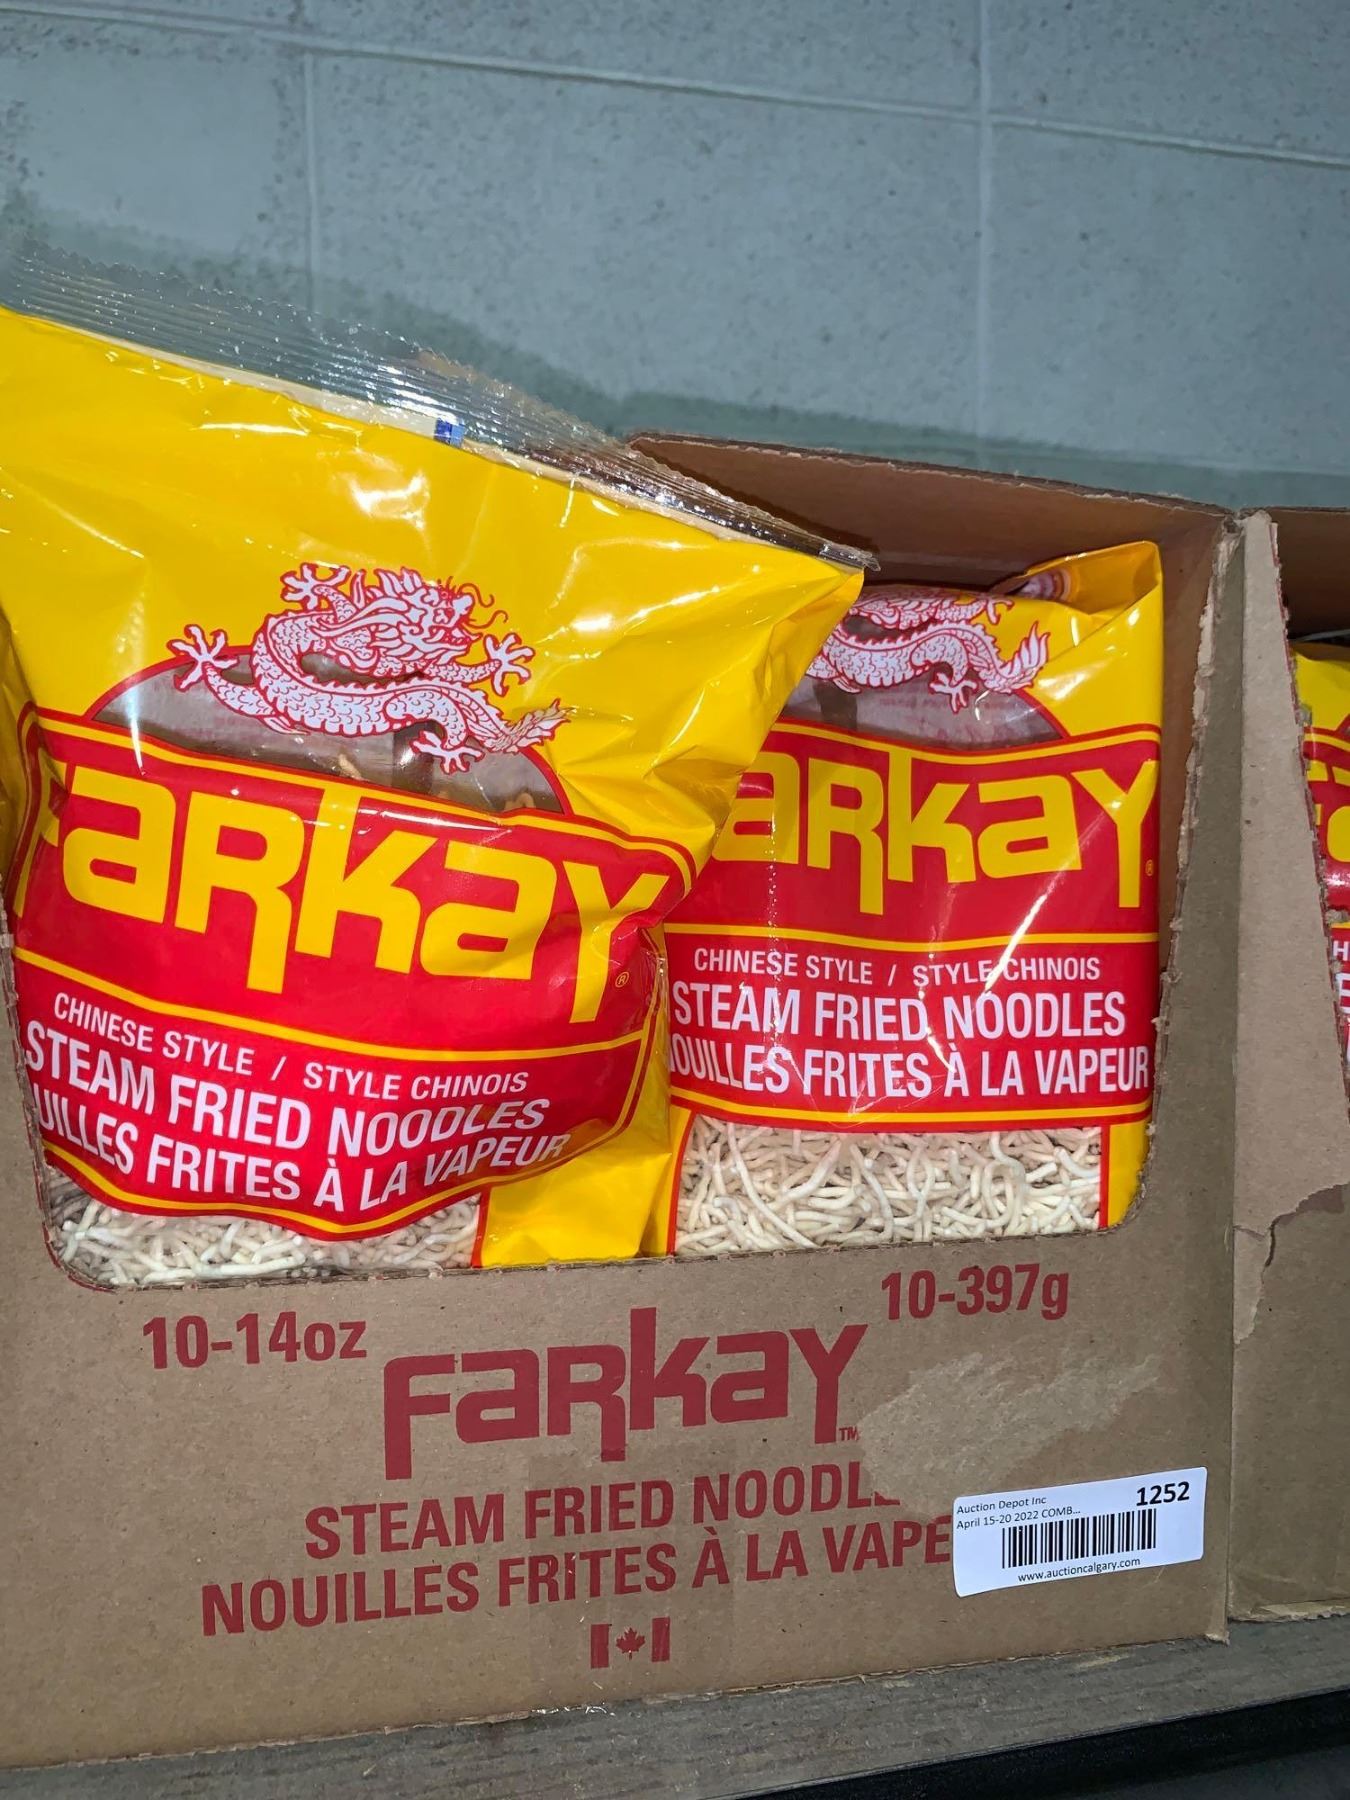 FarKay
®
CHINESE STYLE / STYLE CHINOIS
STEAM FRIED NOODLES
FRITES À LA VAPEUR
arKay
®
CHINESE STYLE / STYLE CHINOIS
STEAM FRIED NOODLES
OUILLES FRITES À LA VAPEUR
10-14oz
10-397g
FarKay
TM
STEAM FRIED NOODL
NOUILLES FRITES À LA VAPE
Auction Depot Inc
1252
April 15-20 2022 COMB...
www.auctioncalgary.com